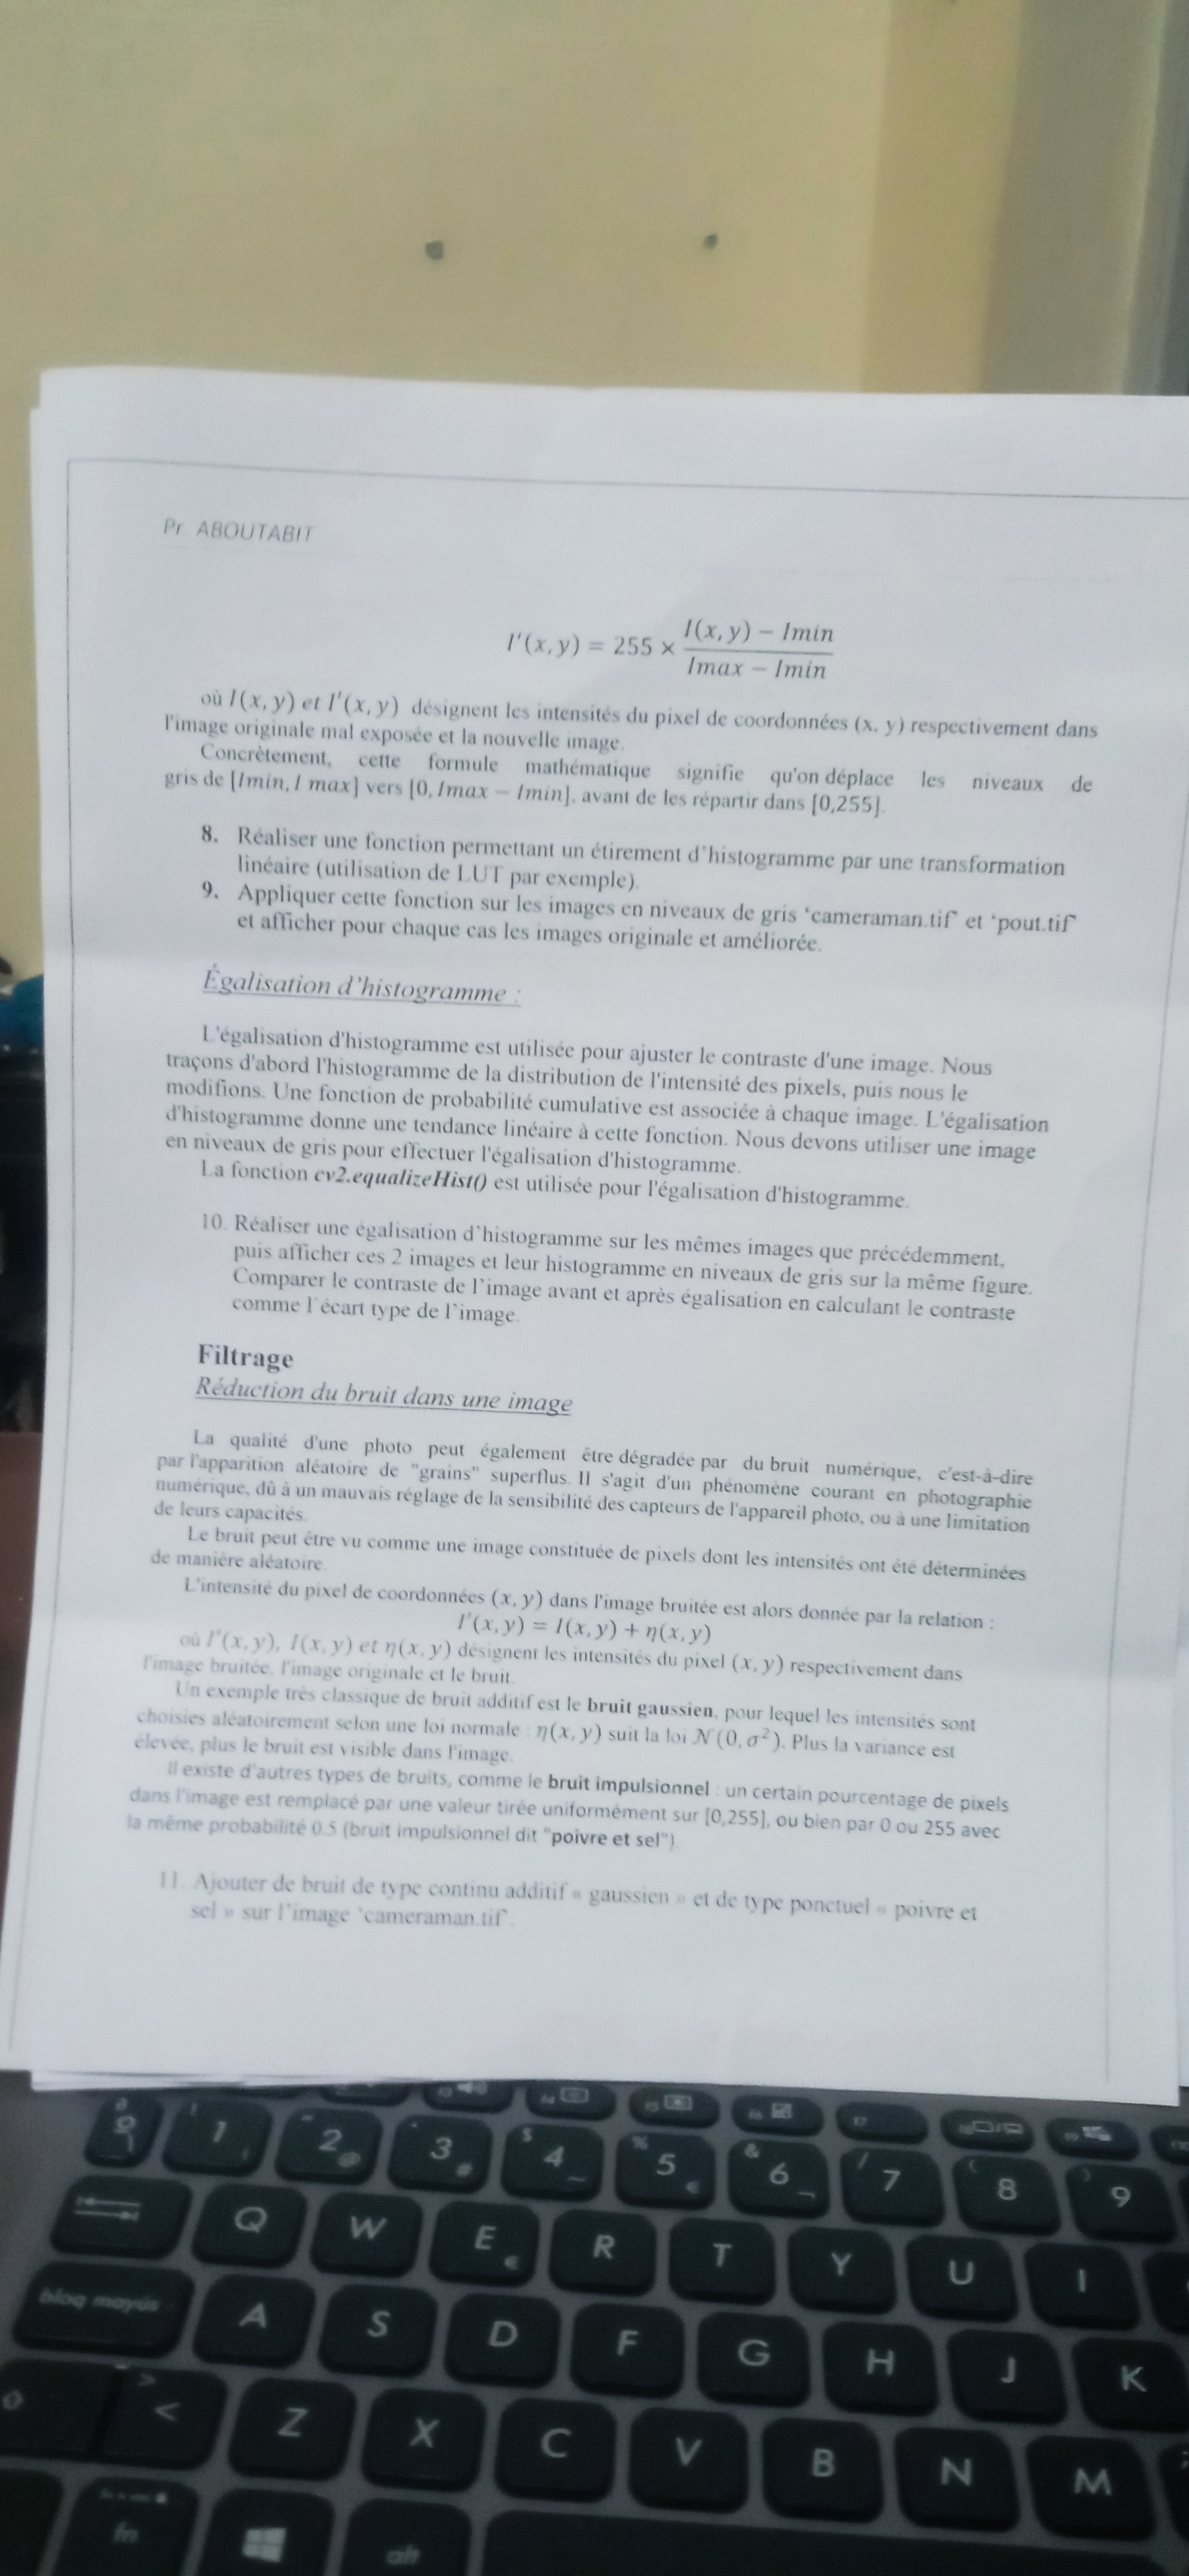 Pr ABOUTABIT
I'(x, y) = 255 × (I(x, y) − Imin) / (Imax − Imin)
où I(x, y) et I'(x, y) désignent les intensités du pixel de coordonnées (x, y) respectivement dans
l'image originale mal exposée et la nouvelle image.
Concrètement, cette formule mathématique signifie qu'on déplace les niveaux de
gris de [Imin, I max] vers [0, Imax − Imin], avant de les répartir dans [0,255].
8. Réaliser une fonction permettant un étirement d'histogramme par une transformation
linéaire (utilisation de LUT par exemple).
9. Appliquer cette fonction sur les images en niveaux de gris 'cameraman.tif' et 'pout.tif'
et afficher pour chaque cas les images originale et améliorée.
Égalisation d'histogramme :
L'égalisation d'histogramme est utilisée pour ajuster le contraste d'une image. Nous
traçons d'abord l'histogramme de la distribution de l'intensité des pixels, puis nous le
modifions. Une fonction de probabilité cumulative est associée à chaque image. L'égalisation
d'histogramme donne une tendance linéaire à cette fonction. Nous devons utiliser une image
en niveaux de gris pour effectuer l'égalisation d'histogramme.
La fonction cv2.equalizeHist() est utilisée pour l'égalisation d'histogramme.
10. Réaliser une égalisation d'histogramme sur les mêmes images que précédemment,
puis afficher ces 2 images et leur histogramme en niveaux de gris sur la même figure.
Comparer le contraste de l'image avant et après égalisation en calculant le contraste
comme l'écart type de l'image.
Filtrage
Réduction du bruit dans une image
La qualité d'une photo peut également être dégradée par du bruit numérique, c'est-à-dire
par l'apparition aléatoire de "grains" superflus. Il s'agit d'un phénomène courant en photographie
numérique, dû à un mauvais réglage de la sensibilité des capteurs de l'appareil photo, ou à une limitation
de leurs capacités.
Le bruit peut être vu comme une image constituée de pixels dont les intensités ont été déterminées
de manière aléatoire.
L'intensité du pixel de coordonnées (x, y) dans l'image bruitée est alors donnée par la relation :
I'(x, y) = I(x, y) + η(x, y)
où I'(x, y), I(x, y) et η(x, y) désignent les intensités du pixel (x, y) respectivement dans
l'image bruitée, l'image originale et le bruit.
Un exemple très classique de bruit additif est le bruit gaussien, pour lequel les intensités sont
choisies aléatoirement selon une loi normale : η(x, y) suit la loi N(0, σ²). Plus la variance est
élevée, plus le bruit est visible dans l'image.
Il existe d'autres types de bruits, comme le bruit impulsionnel : un certain pourcentage de pixels
dans l'image est remplacé par une valeur tirée uniformément sur [0,255], ou bien par 0 ou 255 avec
la même probabilité 0.5 (bruit impulsionnel dit "poivre et sel").
11. Ajouter de bruit de type continu additif « gaussien » et de type ponctuel « poivre et
sel » sur l'image 'cameraman.tif'.
1 2 3 4 5 6 7 8 9
Q W E R T Y U I
bloq mayús A S D F G H J K
< Z X C V B N M
fn alt